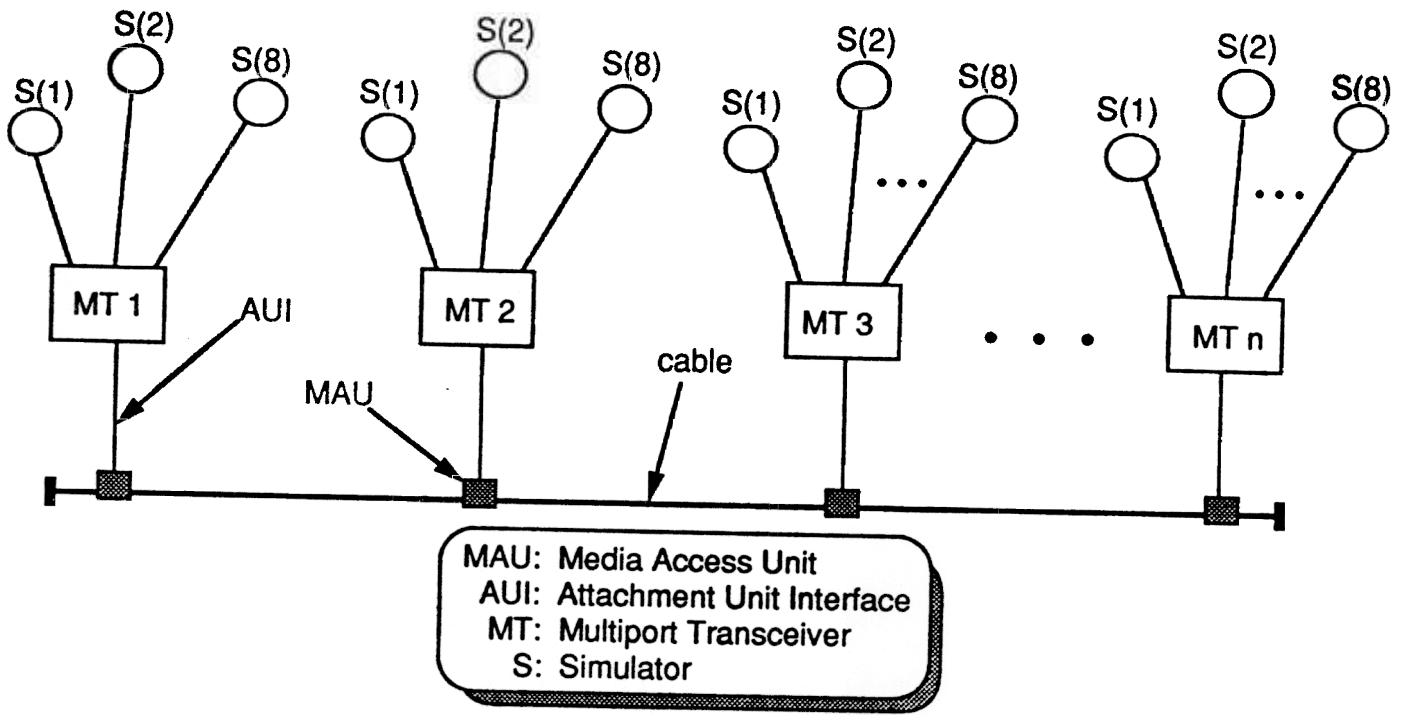 S(1)
S(2)
S(8)
S(1)
S(2)
S(8)
S(1)
S(2)
S(8)
S(1)
S(2)
S(8)
• • •
• • •
MT 1
MT 2
MT 3
• • •
MT n
AUI
MAU
cable
MAU: Media Access Unit
AUI: Attachment Unit Interface
MT: Multiport Transceiver
S: Simulator